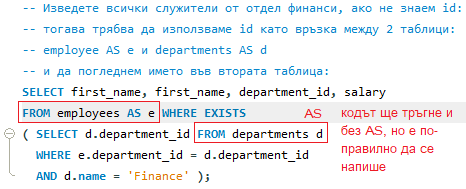 -- Изведете всички служители от отдел финанси, ако не знаем id:
-- тогава трябва да използваме id като връзка между 2 таблици:
-- employee AS e и departments AS d
-- и да погледнем името във втората таблица:
SELECT first_name, first_name, department_id, salary
FROM employees AS e WHERE EXISTS
( SELECT d.department_id FROM departments d
WHERE e.department_id = d.department_id
AND d.name = 'Finance' );
AS
кодът ще тръгне и
без AS, но е по-
правилно да се
напише